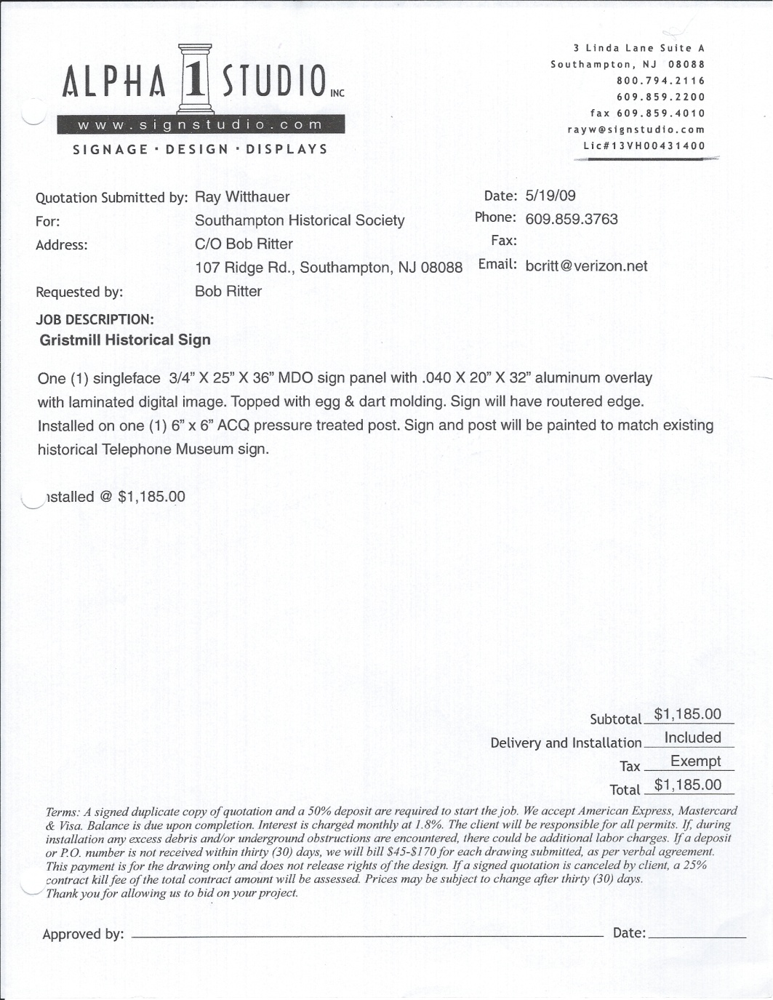 ALPHA 1 STUDIO INC
www.signstudio.com
SIGNAGE · DESIGN · DISPLAYS
3 Linda Lane Suite A
Southampton, NJ 08088
800.794.2116
609.859.2200
fax 609.859.4010
rayw@signstudio.com
Lic#13VH00431400
Quotation Submitted by: Ray Witthauer
Date: 5/19/09
For: Southampton Historical Society
Phone: 609.859.3763
Address: C/O Bob Ritter
Fax:
107 Ridge Rd., Southampton, NJ 08088
Email: bcritt@verizon.net
Requested by: Bob Ritter
JOB DESCRIPTION:
Gristmill Historical Sign
One (1) singleface 3/4” X 25” X 36” MDO sign panel with .040 X 20” X 32” aluminum overlay
with laminated digital image. Topped with egg & dart molding. Sign will have routered edge.
Installed on one (1) 6” x 6” ACQ pressure treated post. Sign and post will be painted to match existing
historical Telephone Museum sign.
stalled @ $1,185.00
Subtotal $1,185.00
Delivery and Installation Included
Tax Exempt
Total $1,185.00
Terms: A signed duplicate copy of quotation and a 50% deposit are required to start the job. We accept American Express, Mastercard
& Visa. Balance is due upon completion. Interest is charged monthly at 1.8%. The client will be responsible for all permits. If, during
installation any excess debris and/or underground obstructions are encountered, there could be additional labor charges. If a deposit
or P.O. number is not received within thirty (30) days, we will bill $45-$170 for each drawing submitted, as per verbal agreement.
This payment is for the drawing only and does not release rights of the design. If a signed quotation is canceled by client, a 25%
contract kill fee of the total contract amount will be assessed. Prices may be subject to change after thirty (30) days.
Thank you for allowing us to bid on your project.
Approved by:
Date: